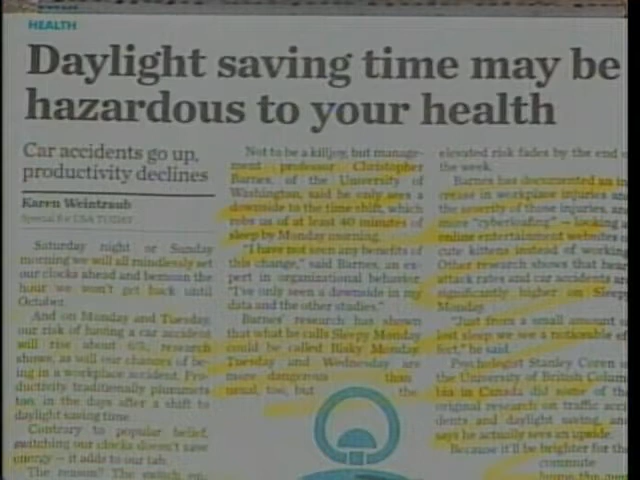 HEALTH
Daylight saving time may be
hazardous to your health
Car accidents go up,
productivity declines
Karen Weintraub
Special for USA TODAY
Saturday night or Sunday
morning we will all mindlessly set
our clocks ahead and bemoan the
hour we won't get back until
October.
And on Monday and Tuesday,
our risk of having a car accident
will rise about 6%, research
shows, as will our chances of be-
ing in a workplace accident. Pro-
ductivity traditionally plummets
too, in the days after a shift to
daylight saving time.
Contrary to popular belief,
switching our clocks doesn't save
energy — it adds to our tab.
The reason? The switch
Not to be a killjoy, but manage-
ment professor Christopher
Barnes, of the University of
Washington, said he only sees a
downside to the time shift, which
robs us of at least 40 minutes of
sleep by Monday morning.
"I have not seen any benefits of
this change," said Barnes, an ex-
pert in organizational behavior.
"I've only seen a downside in my
data and the other studies."
Barnes' research has shown
that what he calls Sleepy Monday
could be called Risky Monday.
Tuesday and Wednesday are
more dangerous than
usual, too, but the
elevated risk fades by the end of
the week.
Barnes has documented an in-
crease in workplace injuries and
the severity of those injuries, and
more "cyberloafing"
online entertainment websites
cute kittens instead of working.
Other research shows that heart
attack rates and car accidents are
significantly higher on Sleepy
Monday.
"Just from a small amount of
lost sleep we see a noticeable ef-
fect," he said.
Psychologist Stanley Coren of
the University of British Colum-
bia in Canada did some of the
original research on traffic acci-
dents and daylight saving, and
says he actually sees an upside.
Because it'll be brighter for the
commute
home this